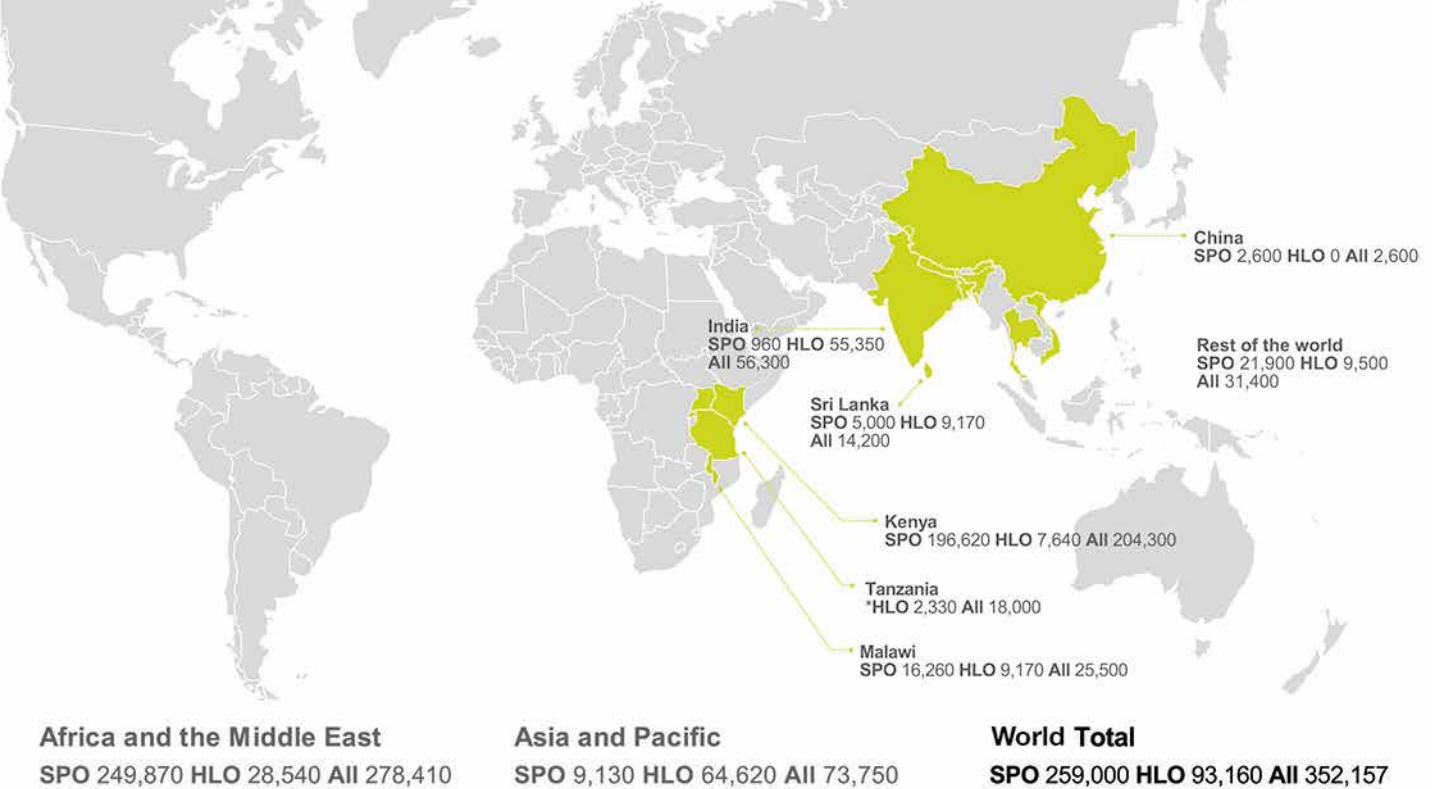 China
SPO 2,600 HLO 0 All 2,600
India
SPO 960 HLO 55,350
All 56,300
Rest of the world
SPO 21,900 HLO 9,500
All 31,400
Sri Lanka
SPO 5,000 HLO 9,170
All 14,200
Kenya
SPO 196,620 HLO 7,640 All 204,300
Tanzania
*HLO 2,330 All 18,000
Malawi
SPO 16,260 HLO 9,170 All 25,500
Africa and the Middle East
SPO 249,870 HLO 28,540 All 278,410
Asia and Pacific
SPO 9,130 HLO 64,620 All 73,750
World Total
SPO 259,000 HLO 93,160 All 352,157